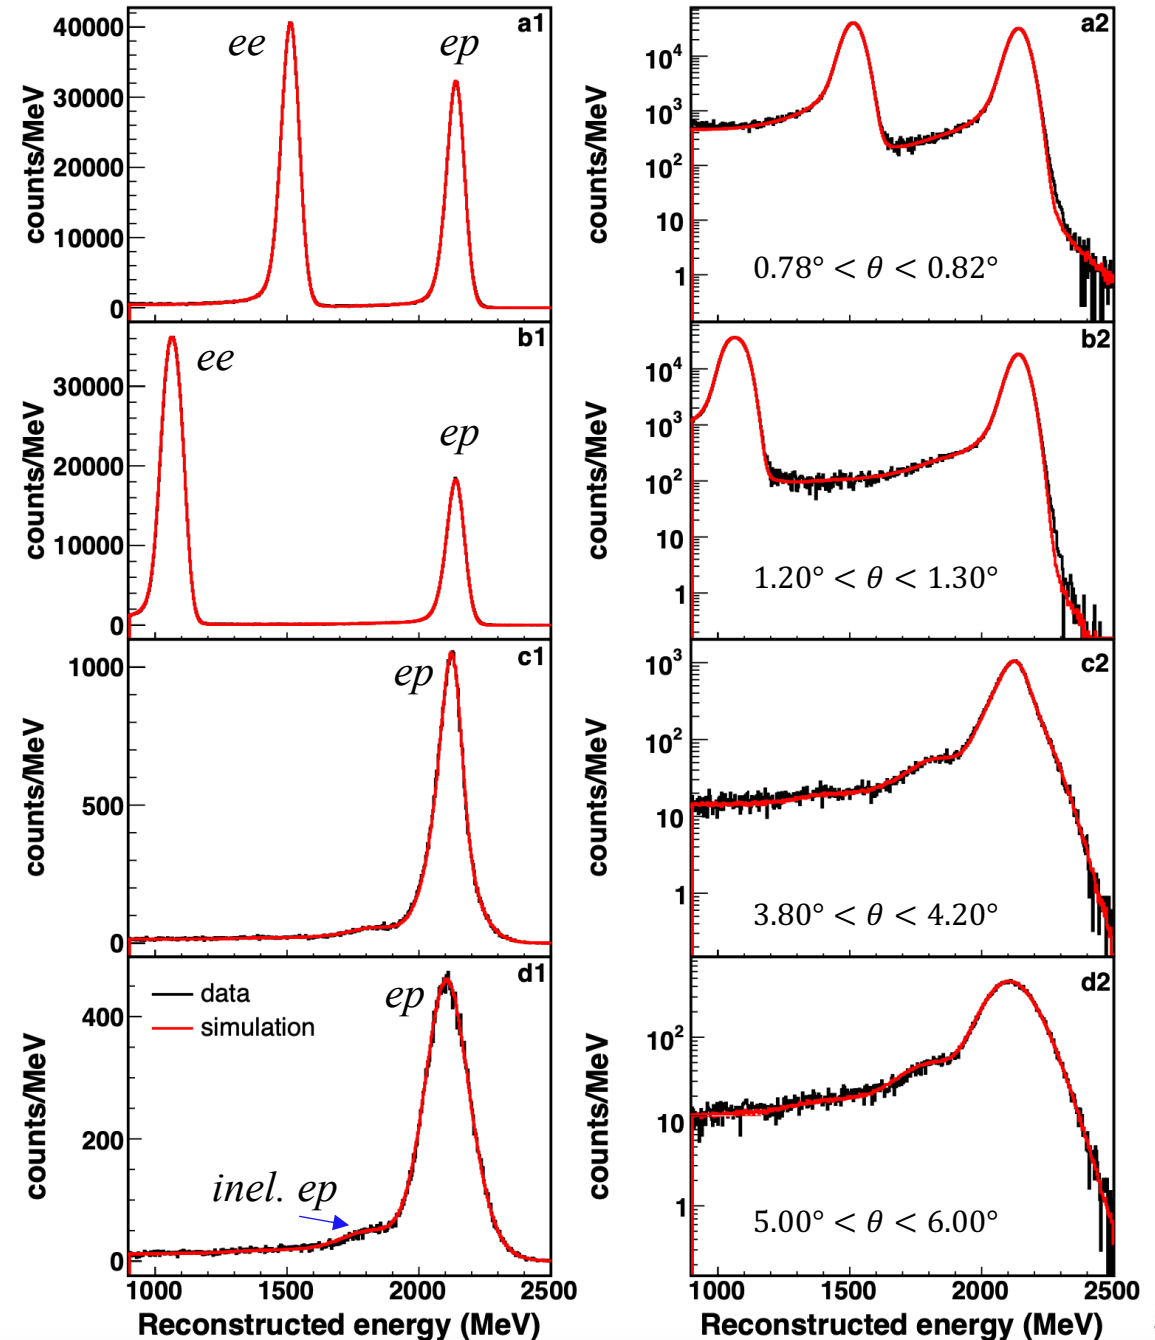 a1
ee
ep
40000
30000
20000
10000
0
counts/MeV
a2
10⁴
10³
10²
10
1
counts/MeV
0.78° < θ < 0.82°
b1
ee
ep
30000
20000
10000
0
counts/MeV
b2
10⁴
10³
10²
10
1
counts/MeV
1.20° < θ < 1.30°
c1
ep
1000
500
0
counts/MeV
c2
10³
10²
10
1
counts/MeV
3.80° < θ < 4.20°
d1
data
simulation
ep
inel. ep
400
200
0
counts/MeV
1000 1500 2000 2500
Reconstructed energy (MeV)
d2
10²
10
1
counts/MeV
5.00° < θ < 6.00°
1000 1500 2000 2500
Reconstructed energy (MeV)